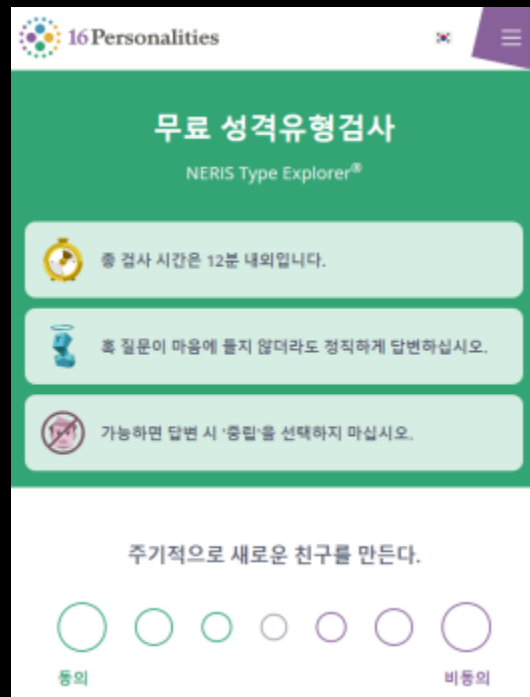 16Personalities
무료 성격유형검사
NERIS Type Explorer®
총 검사 시간은 12분 내외입니다.
혹 질문이 마음에 들지 않더라도 정직하게 답변하십시오.
가능하면 답변 시 '중립'을 선택하지 마십시오.
주기적으로 새로운 친구를 만든다.
동의 비동의